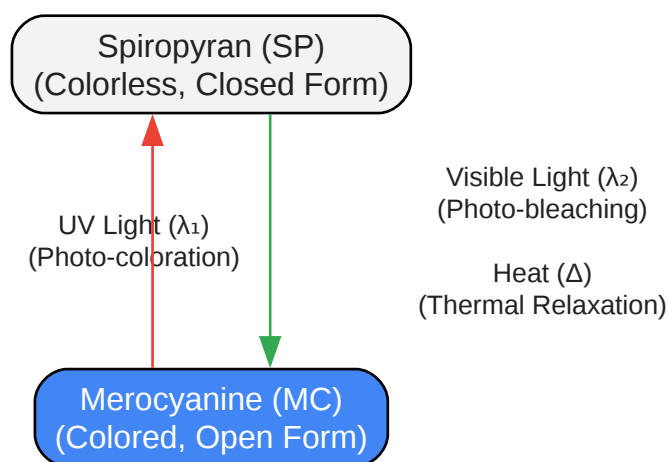 Spiropyran (SP)
(Colorless, Closed Form)
Visible Light (λ₂)
(Photo-bleaching)
UV Light (λ₁)
(Photo-coloration)
Heat (Δ)
(Thermal Relaxation)
Merocyanine (MC)
(Colored, Open Form)